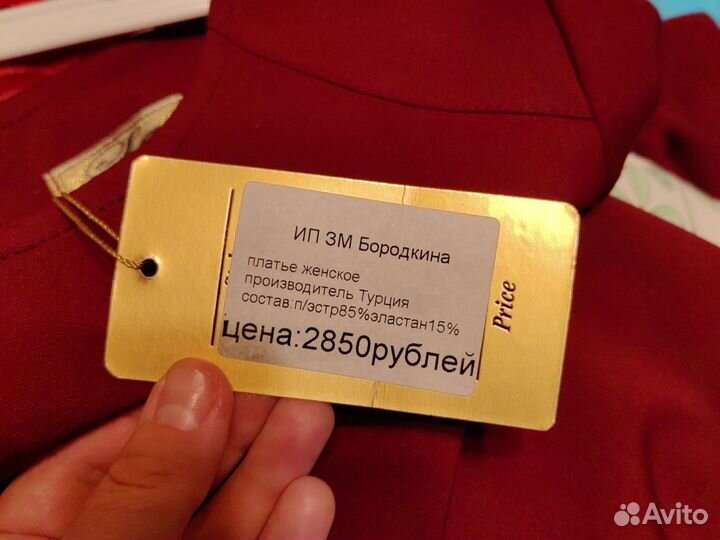 ИП ЗМ Бородкина
платье женское
производитель Турция
состав:п/эстр85%эластан15%
цена:2850рублей
Price
Avito